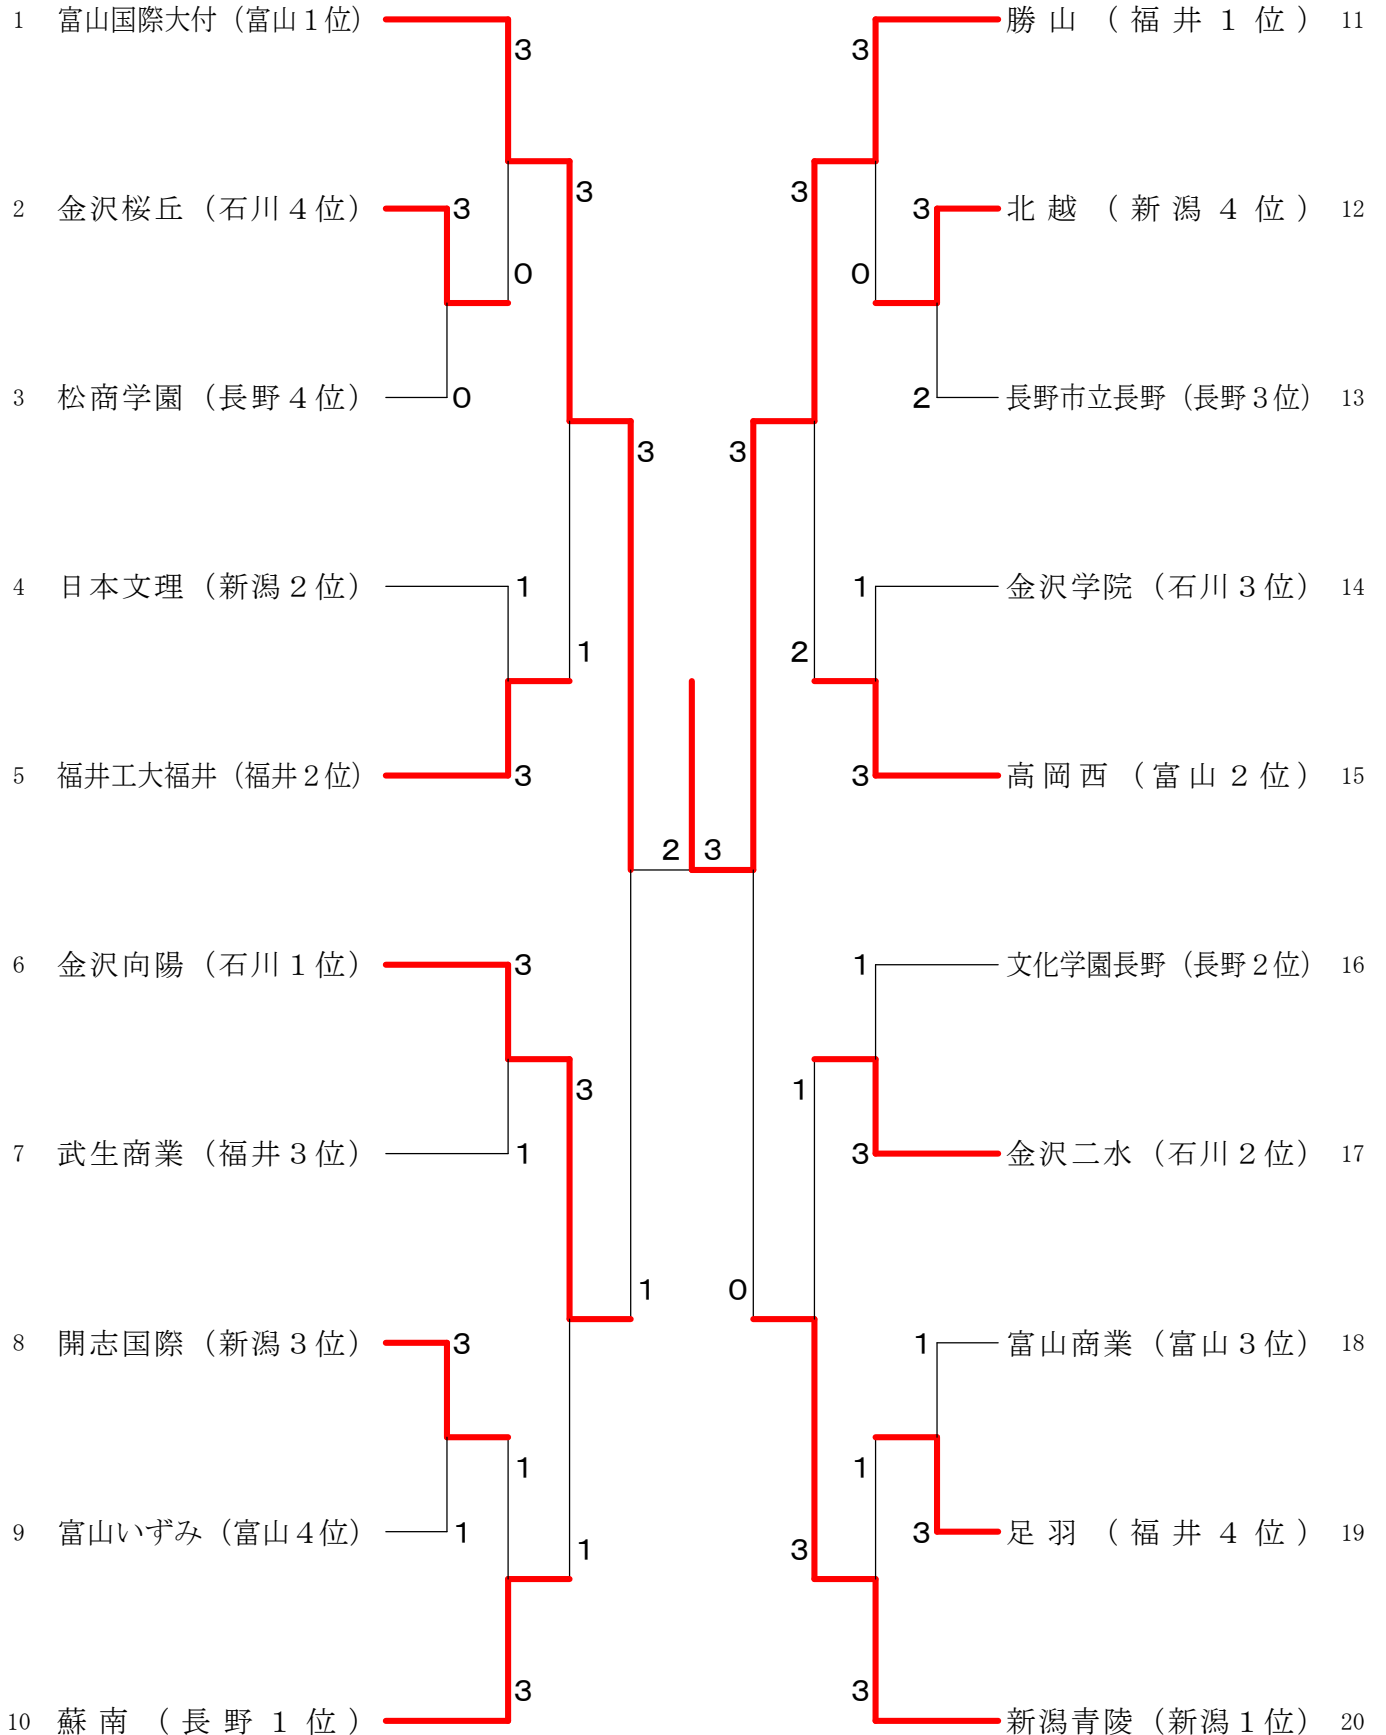 1 富山国際大付（富山１位）
3
2 金沢桜丘（石川４位）
3
3
0
3 松商学園（長野４位）
0
3
4 日本文理（新潟２位）
1
1
5 福井工大福井（福井２位）
3
2
6 金沢向陽（石川１位）
3
3
7 武生商業（福井３位）
1
1
8 開志国際（新潟３位）
3
1
9 富山いずみ（富山４位）
1
1
10 蘇南（長野１位）
3
3
勝山（福井１位） 11
3
3
北越（新潟４位） 12
0
2
長野市立長野（長野３位） 13
3
1
金沢学院（石川３位） 14
2
3
高岡西（富山２位） 15
3
1
文化学園長野（長野２位） 16
1
3
金沢二水（石川２位） 17
0
1
富山商業（富山３位） 18
1
3
足羽（福井４位） 19
3
3
新潟青陵（新潟１位） 20